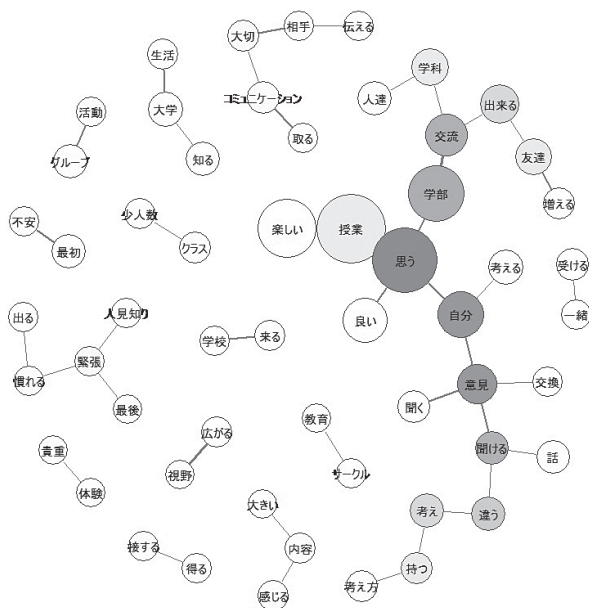 大切
相手
伝える
生活
コミュニケーション
取る
大学
知る
活動
グループ
学科
人達
出来る
交流
友達
増える
学部
少人数
クラス
不安
最初
楽しい
授業
思う
良い
考える
受ける
一緒
自分
出る
人見知り
緊張
慣れる
最後
学校
来る
意見
交換
聞く
聞ける
話
貴重
体験
広がる
視野
教育
サークル
大きい
内容
感じる
接する
得る
考え
違う
持つ
考え方